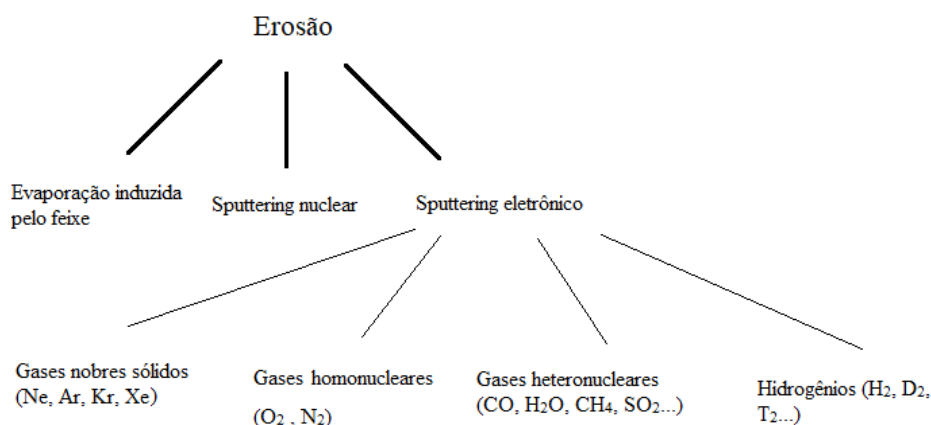 Erosão
Evaporação induzida
pelo feixe
Sputtering nuclear
Sputtering eletrônico
Gases nobres sólidos
(Ne, Ar, Kr, Xe)
Gases homonucleares
(O₂ , N₂)
Gases heteronucleares
(CO, H₂O, CH₄, SO₂...)
Hidrogênios (H₂, D₂,
T₂...)